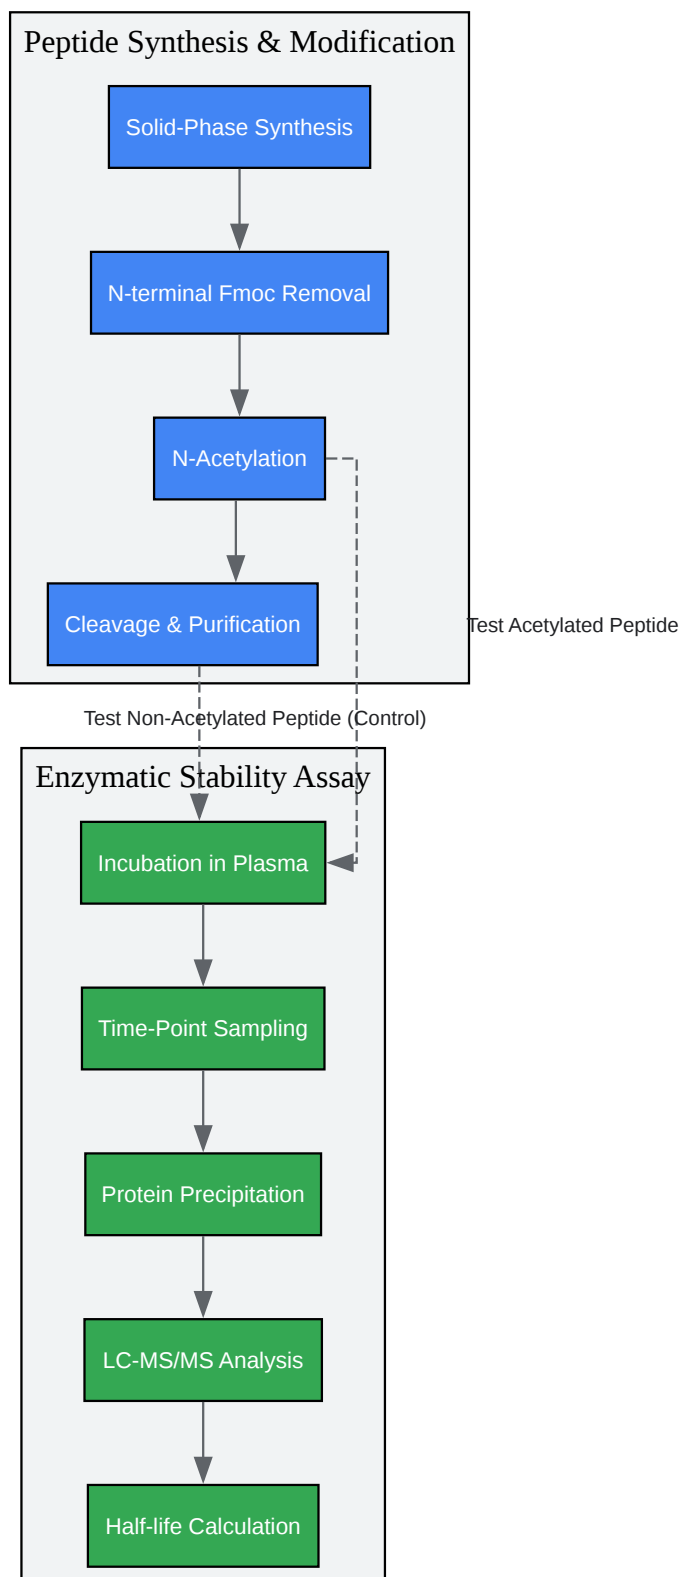 Peptide Synthesis & Modification
Solid-Phase Synthesis
N-terminal Fmoc Removal
N-Acetylation
Cleavage & Purification
Test Acetylated Peptide
Test Non-Acetylated Peptide (Control)
Enzymatic Stability Assay
Incubation in Plasma
Time-Point Sampling
Protein Precipitation
LC-MS/MS Analysis
Half-life Calculation